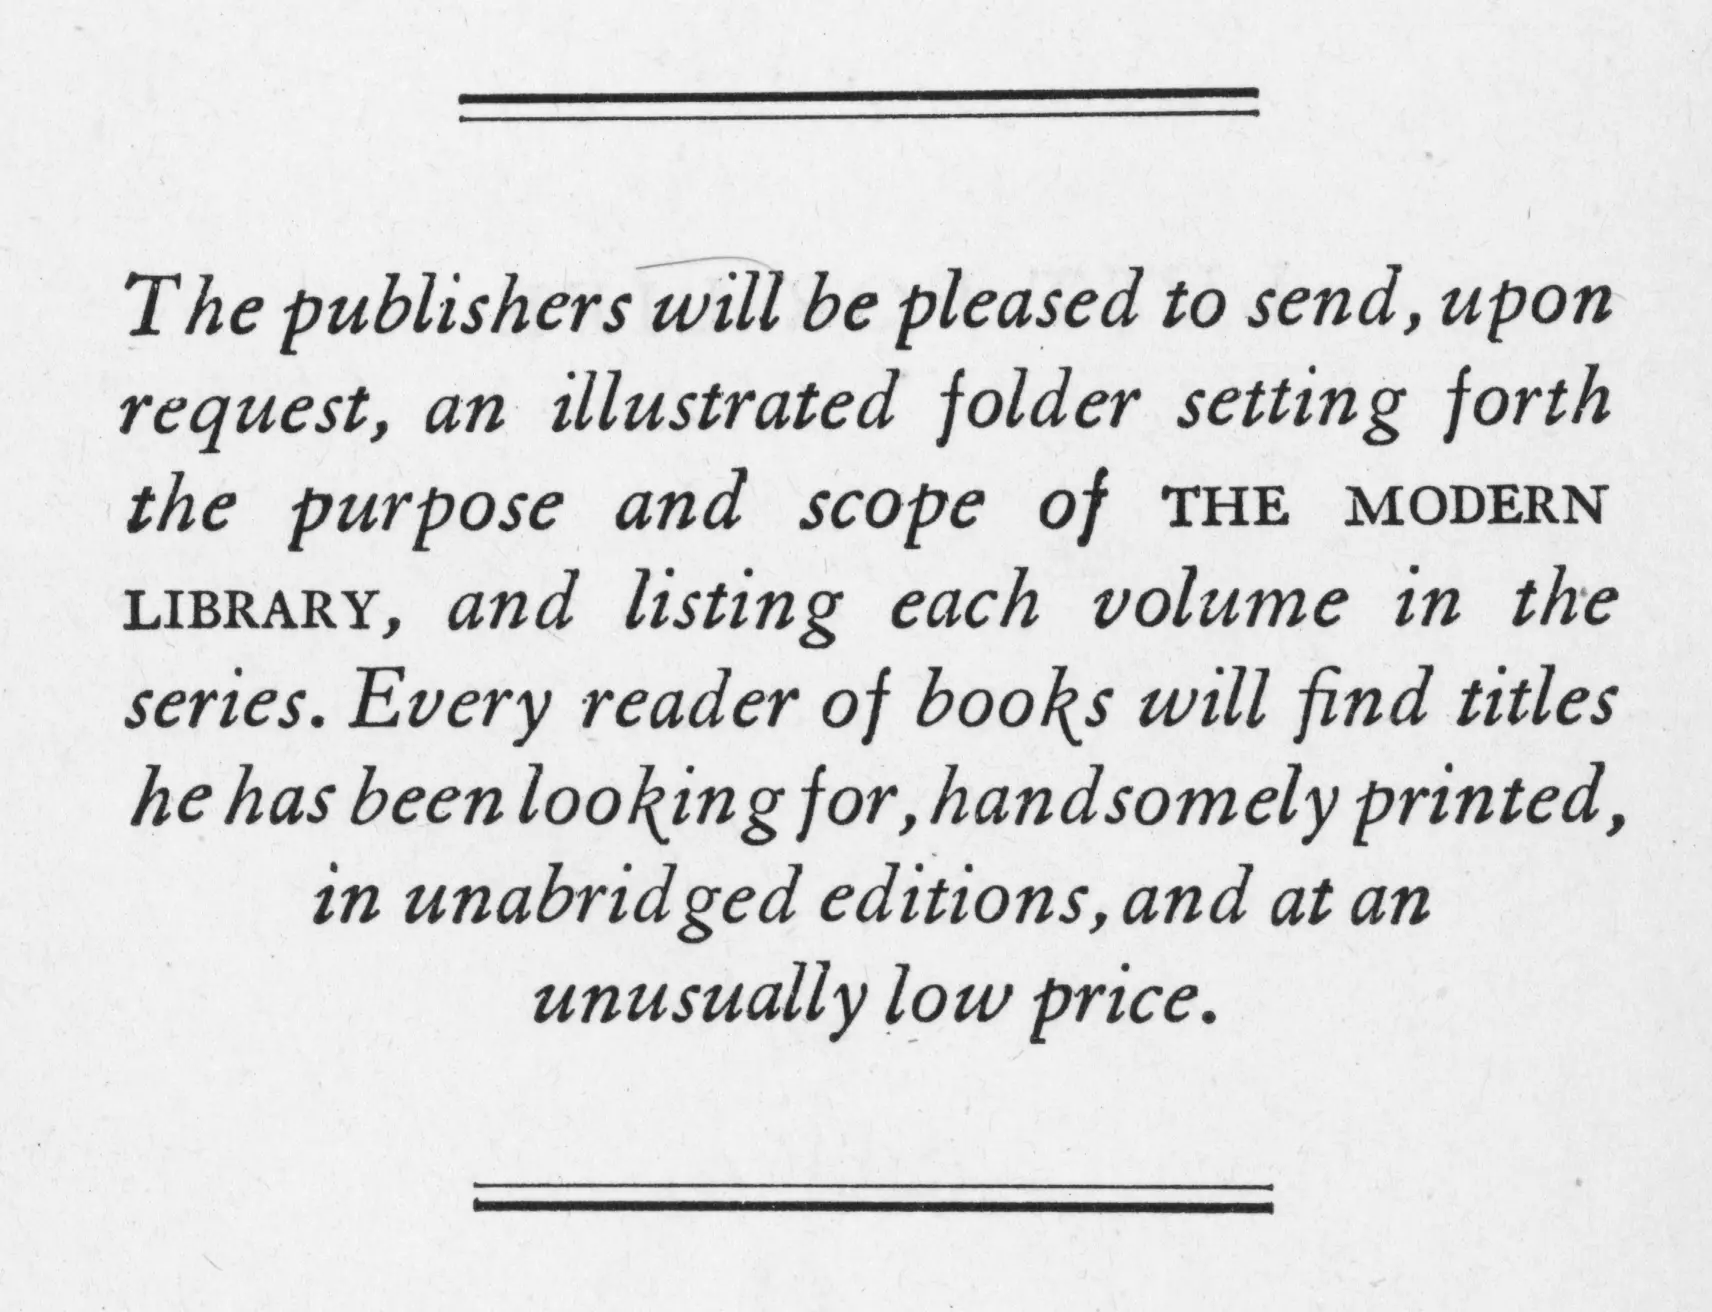 The publishers will be pleased to send, upon
request, an illustrated folder setting forth
the purpose and scope of THE MODERN
LIBRARY, and listing each volume in the
series. Every reader of books will find titles
he has been looking for, handsomely printed,
in unabridged editions, and at an
unusually low price.